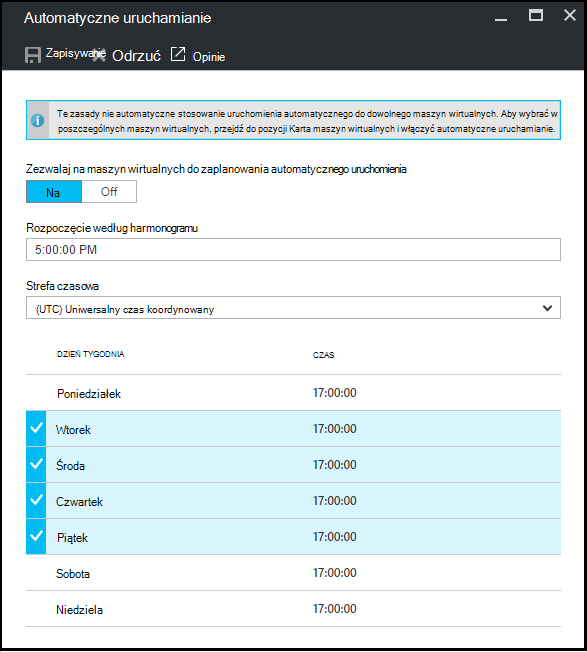 Automatyczne uruchamianie
Zapisywanie Odrzuć Opinie
Te zasady nie automatyczne stosowanie uruchomienia automatycznego do dowolnego maszyn wirtualnych. Aby wybrać w
poszczególnych maszyn wirtualnych, przejdź do pozycji Karta maszyn wirtualnych i włączyć automatyczne uruchamianie.
Zezwalaj na maszyn wirtualnych do zaplanowania automatycznego uruchomienia
Na Off
Rozpoczęcie według harmonogramu
5:00:00 PM
Strefa czasowa
(UTC) Uniwersalny czas koordynowany
DZIEŃ TYGODNIA CZAS
Poniedziałek 17:00:00
Wtorek 17:00:00
Środa 17:00:00
Czwartek 17:00:00
Piątek 17:00:00
Sobota 17:00:00
Niedziela 17:00:00